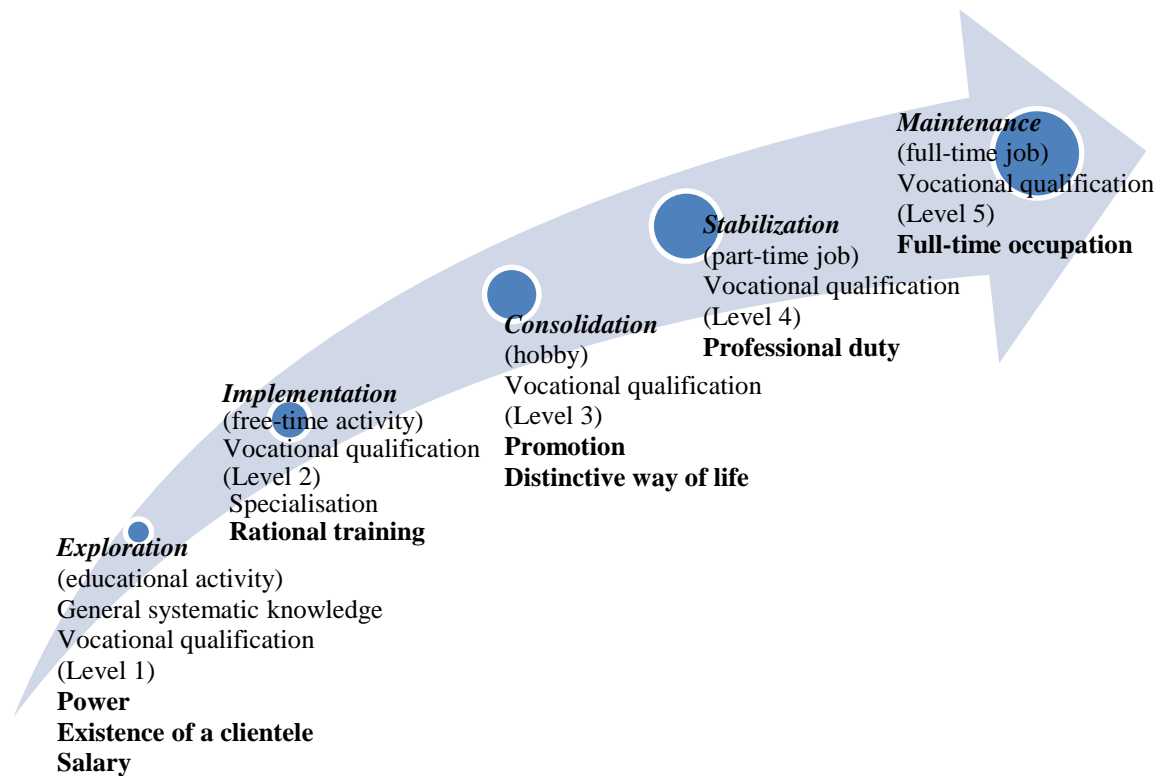 Maintenance
(full-time job)
Vocational qualification
(Level 5)
Full-time occupation
Stabilization
(part-time job)
Vocational qualification
(Level 4)
Professional duty
Consolidation
(hobby)
Vocational qualification
(Level 3)
Promotion
Distinctive way of life
Implementation
(free-time activity)
Vocational qualification
(Level 2)
Specialisation
Rational training
Exploration
(educational activity)
General systematic knowledge
Vocational qualification
(Level 1)
Power
Existence of a clientele
Salary